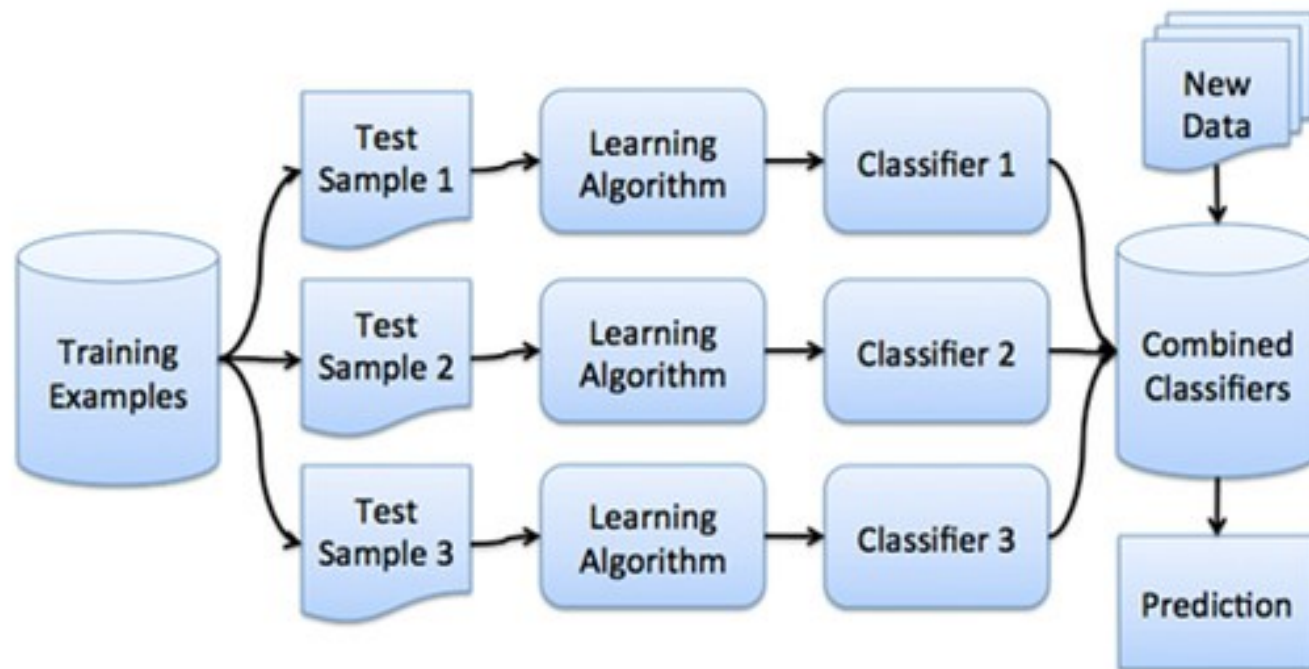 Training
Examples
Test
Sample 1
Learning
Algorithm
Classifier 1
Test
Sample 2
Learning
Algorithm
Classifier 2
Test
Sample 3
Learning
Algorithm
Classifier 3
New
Data
Combined
Classifiers
Prediction